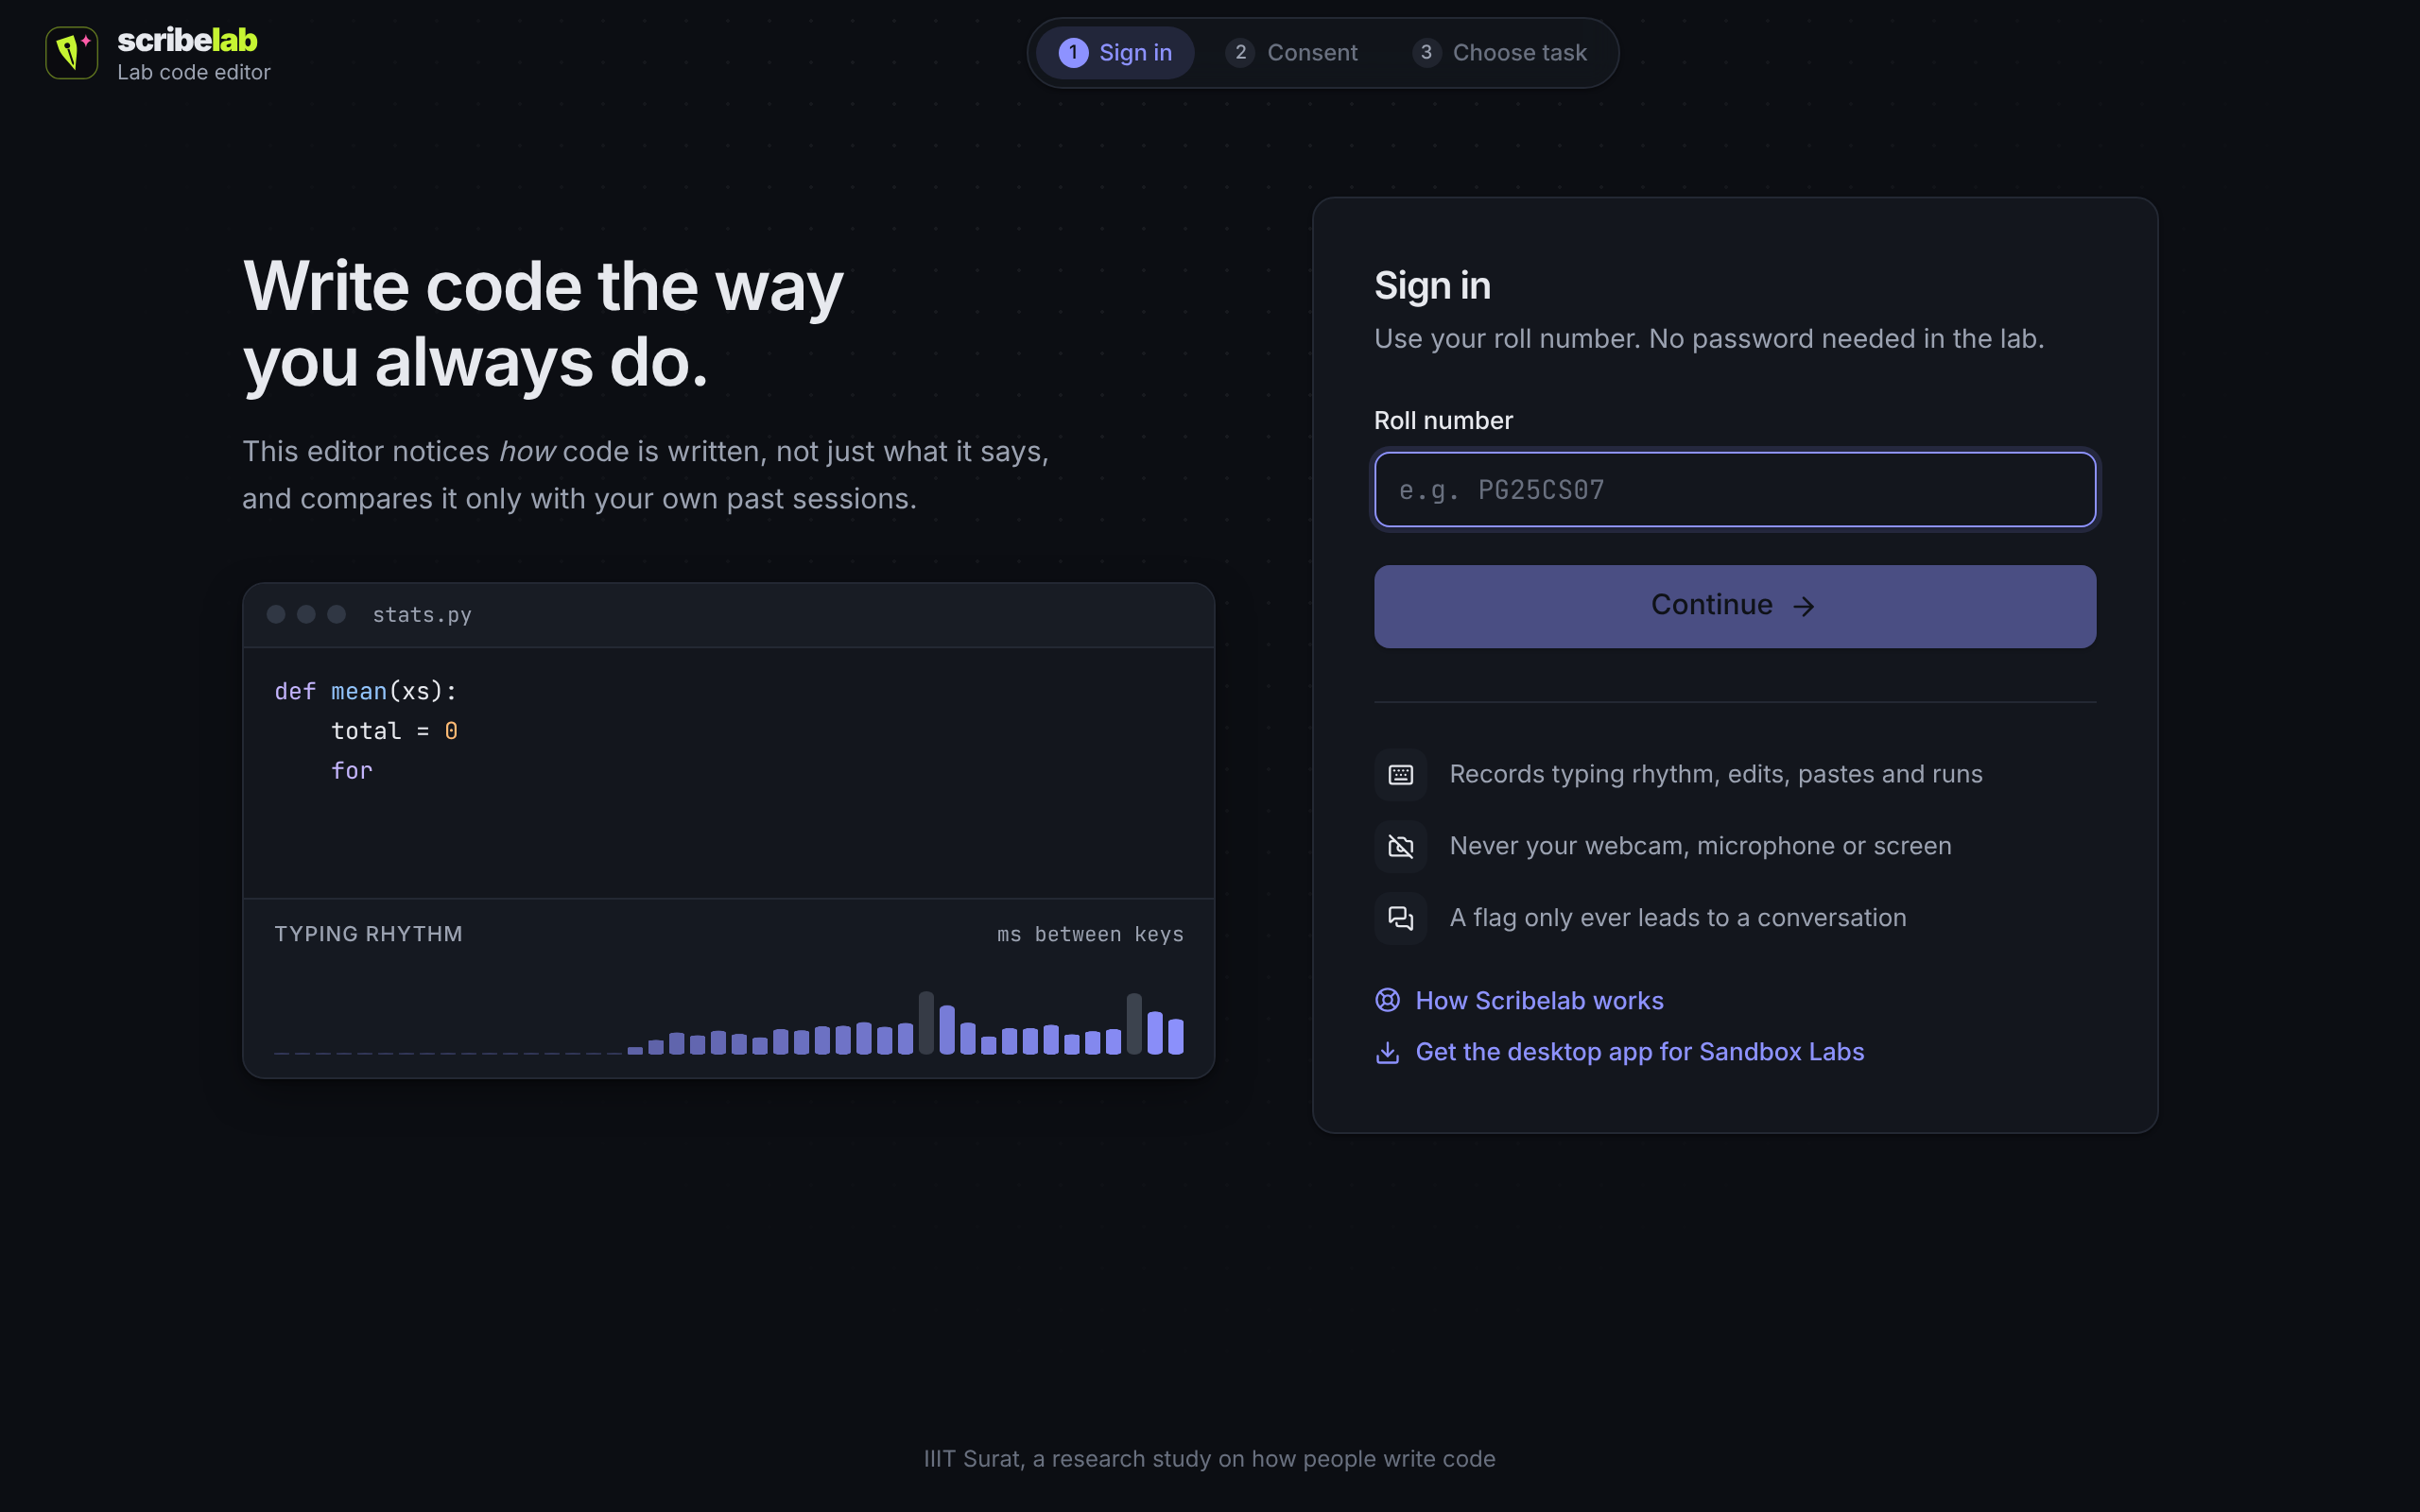 scribelab
Lab code editor
1 Sign in
2 Consent
3 Choose task
Write code the way
you always do.
This editor notices how code is written, not just what it says,
and compares it only with your own past sessions.
stats.py
def mean(xs):
    total = 0
    for
TYPING RHYTHM
ms between keys
Sign in
Use your roll number. No password needed in the lab.
Roll number
e.g. PG25CS07
Continue →
Records typing rhythm, edits, pastes and runs
Never your webcam, microphone or screen
A flag only ever leads to a conversation
How Scribelab works
Get the desktop app for Sandbox Labs
IIIT Surat, a research study on how people write code